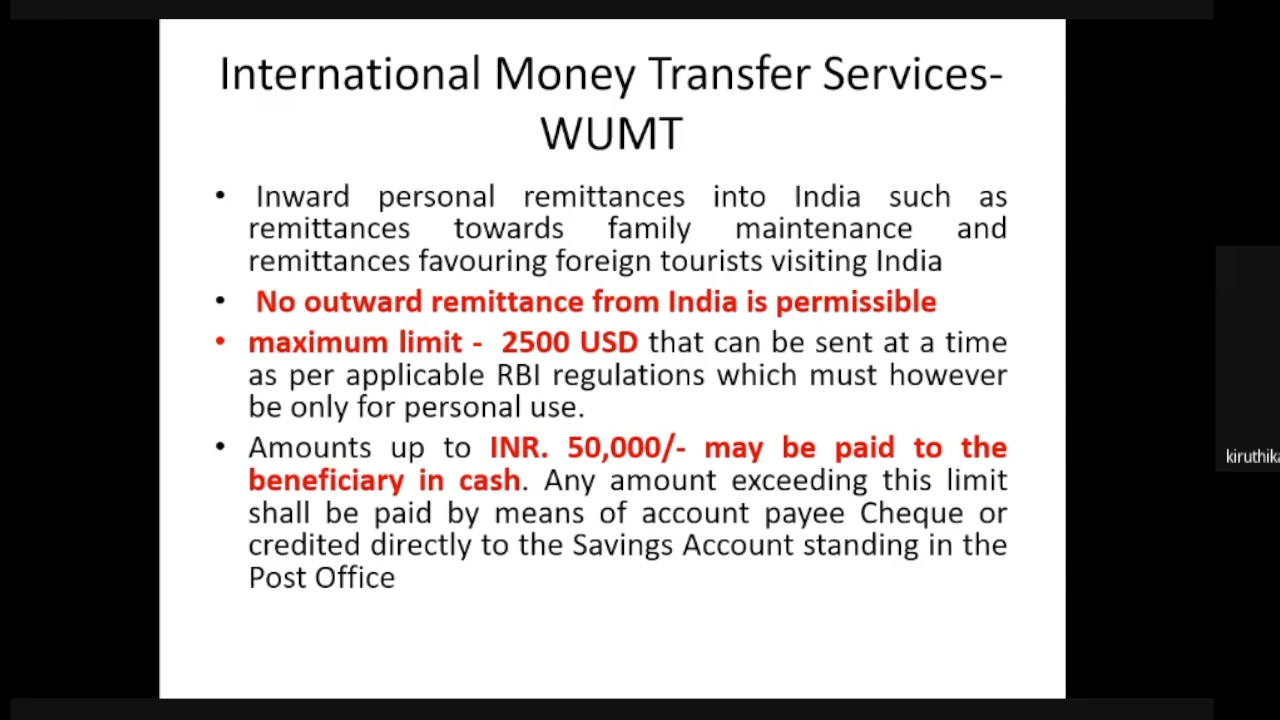 International Money Transfer Services-
WUMT
• Inward personal remittances into India such as
remittances towards family maintenance and
remittances favouring foreign tourists visiting India
• No outward remittance from India is permissible
• maximum limit - 2500 USD that can be sent at a time
as per applicable RBI regulations which must however
be only for personal use.
• Amounts up to INR. 50,000/- may be paid to the
beneficiary in cash. Any amount exceeding this limit
shall be paid by means of account payee Cheque or
credited directly to the Savings Account standing in the
Post Office
kiruthika